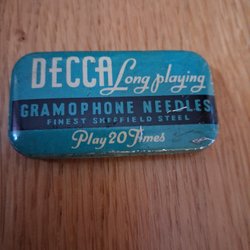 DECCA Long playing
GRAMOPHONE NEEDLES
FINEST SHEFFIELD STEEL
Play 20 Times